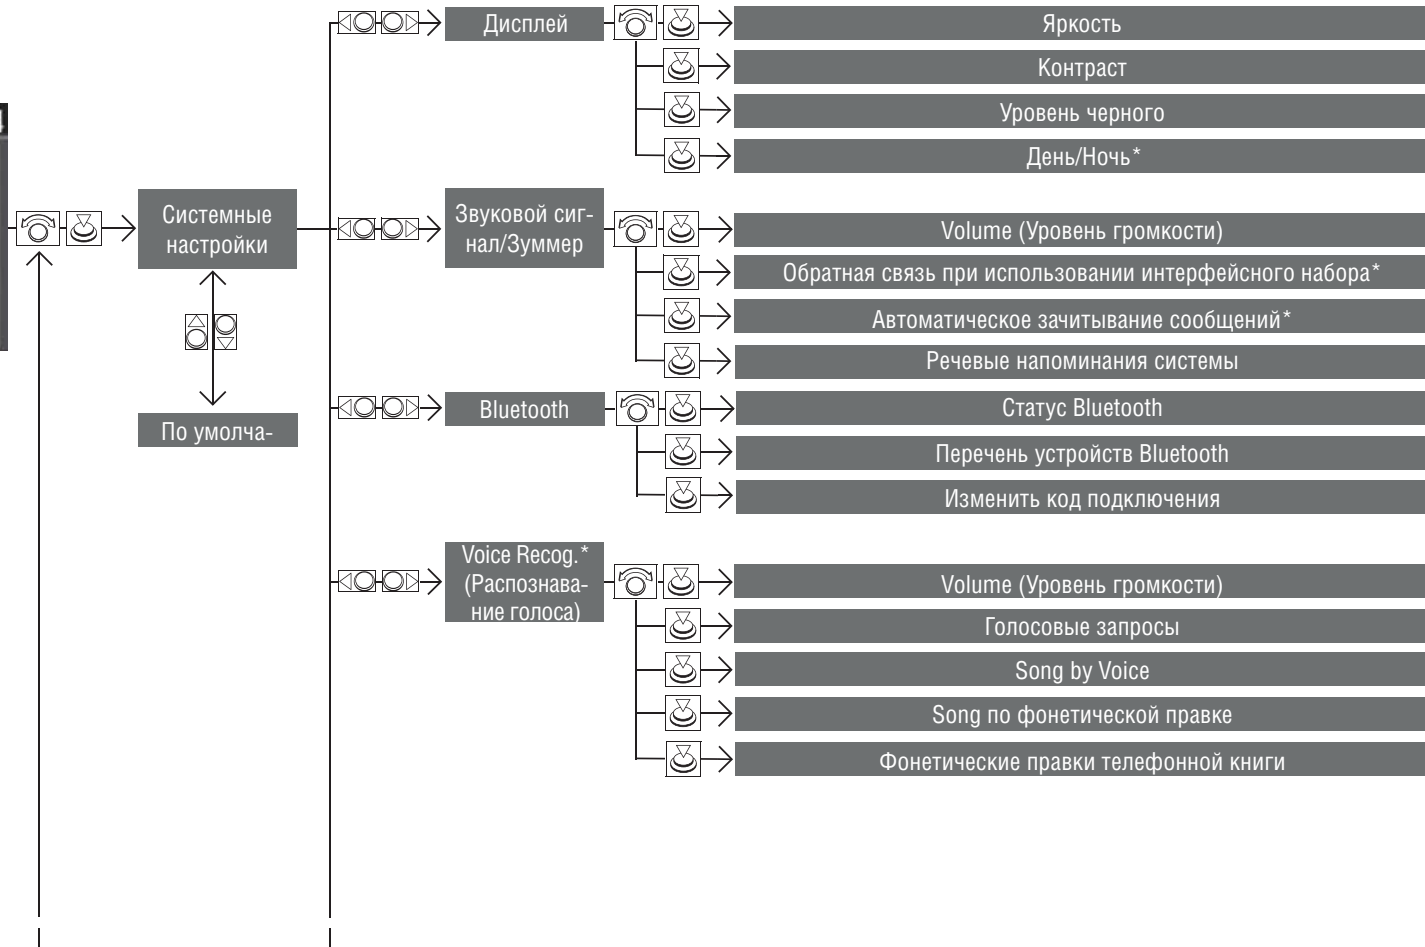 Дисплей
Яркость
Контраст
Уровень черного
День/Ночь*
Системные
настройки
Звуковой сиг-
нал/Зуммер
Volume (Уровень громкости)
Обратная связь при использовании интерфейсного набора*
Автоматическое зачитывание сообщений*
Речевые напоминания системы
По умолча-
Bluetooth
Статус Bluetooth
Перечень устройств Bluetooth
Изменить код подключения
Voice Recog.*
(Распознава-
ние голоса)
Volume (Уровень громкости)
Голосовые запросы
Song by Voice
Song по фонетической правке
Фонетические правки телефонной книги